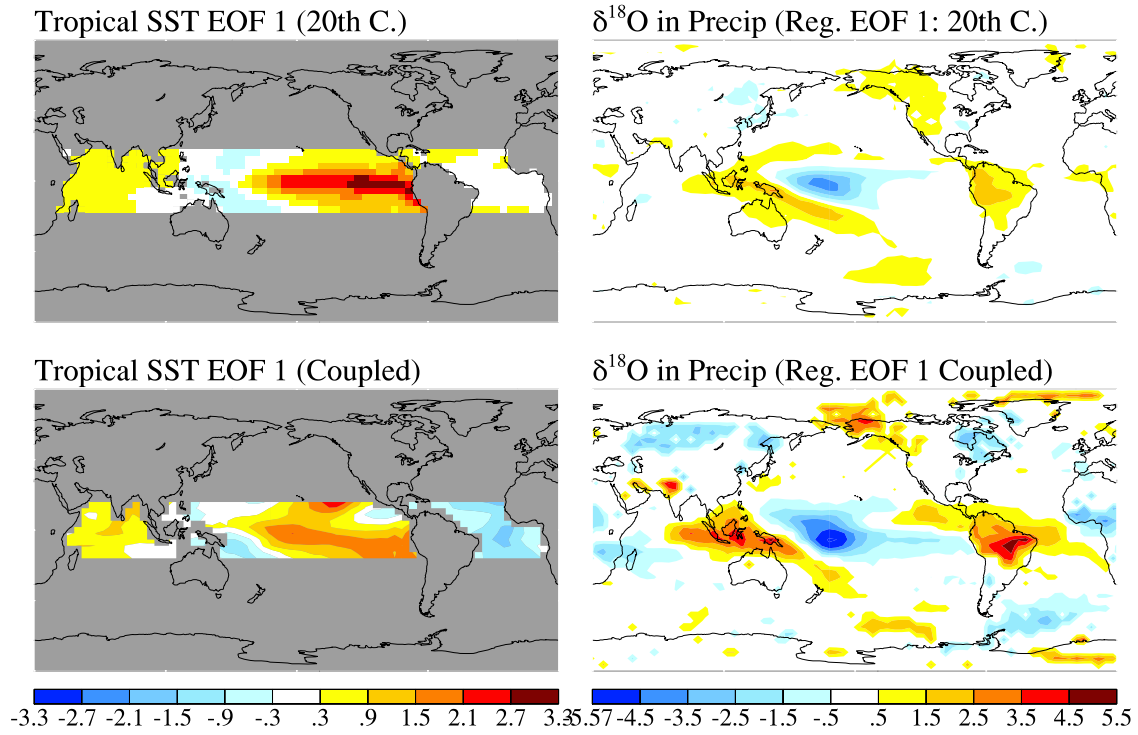 Tropical SST EOF 1 (20th C.)
δ18O in Precip (Reg. EOF 1: 20th C.)
Tropical SST EOF 1 (Coupled)
δ18O in Precip (Reg. EOF 1 Coupled)
-3.3 -2.7 -2.1 -1.5 -.9 -.3 .3 .9 1.5 2.1 2.7 3.3
-5.57 -4.5 -3.5 -2.5 -1.5 -.5 .5 1.5 2.5 3.5 4.5 5.5